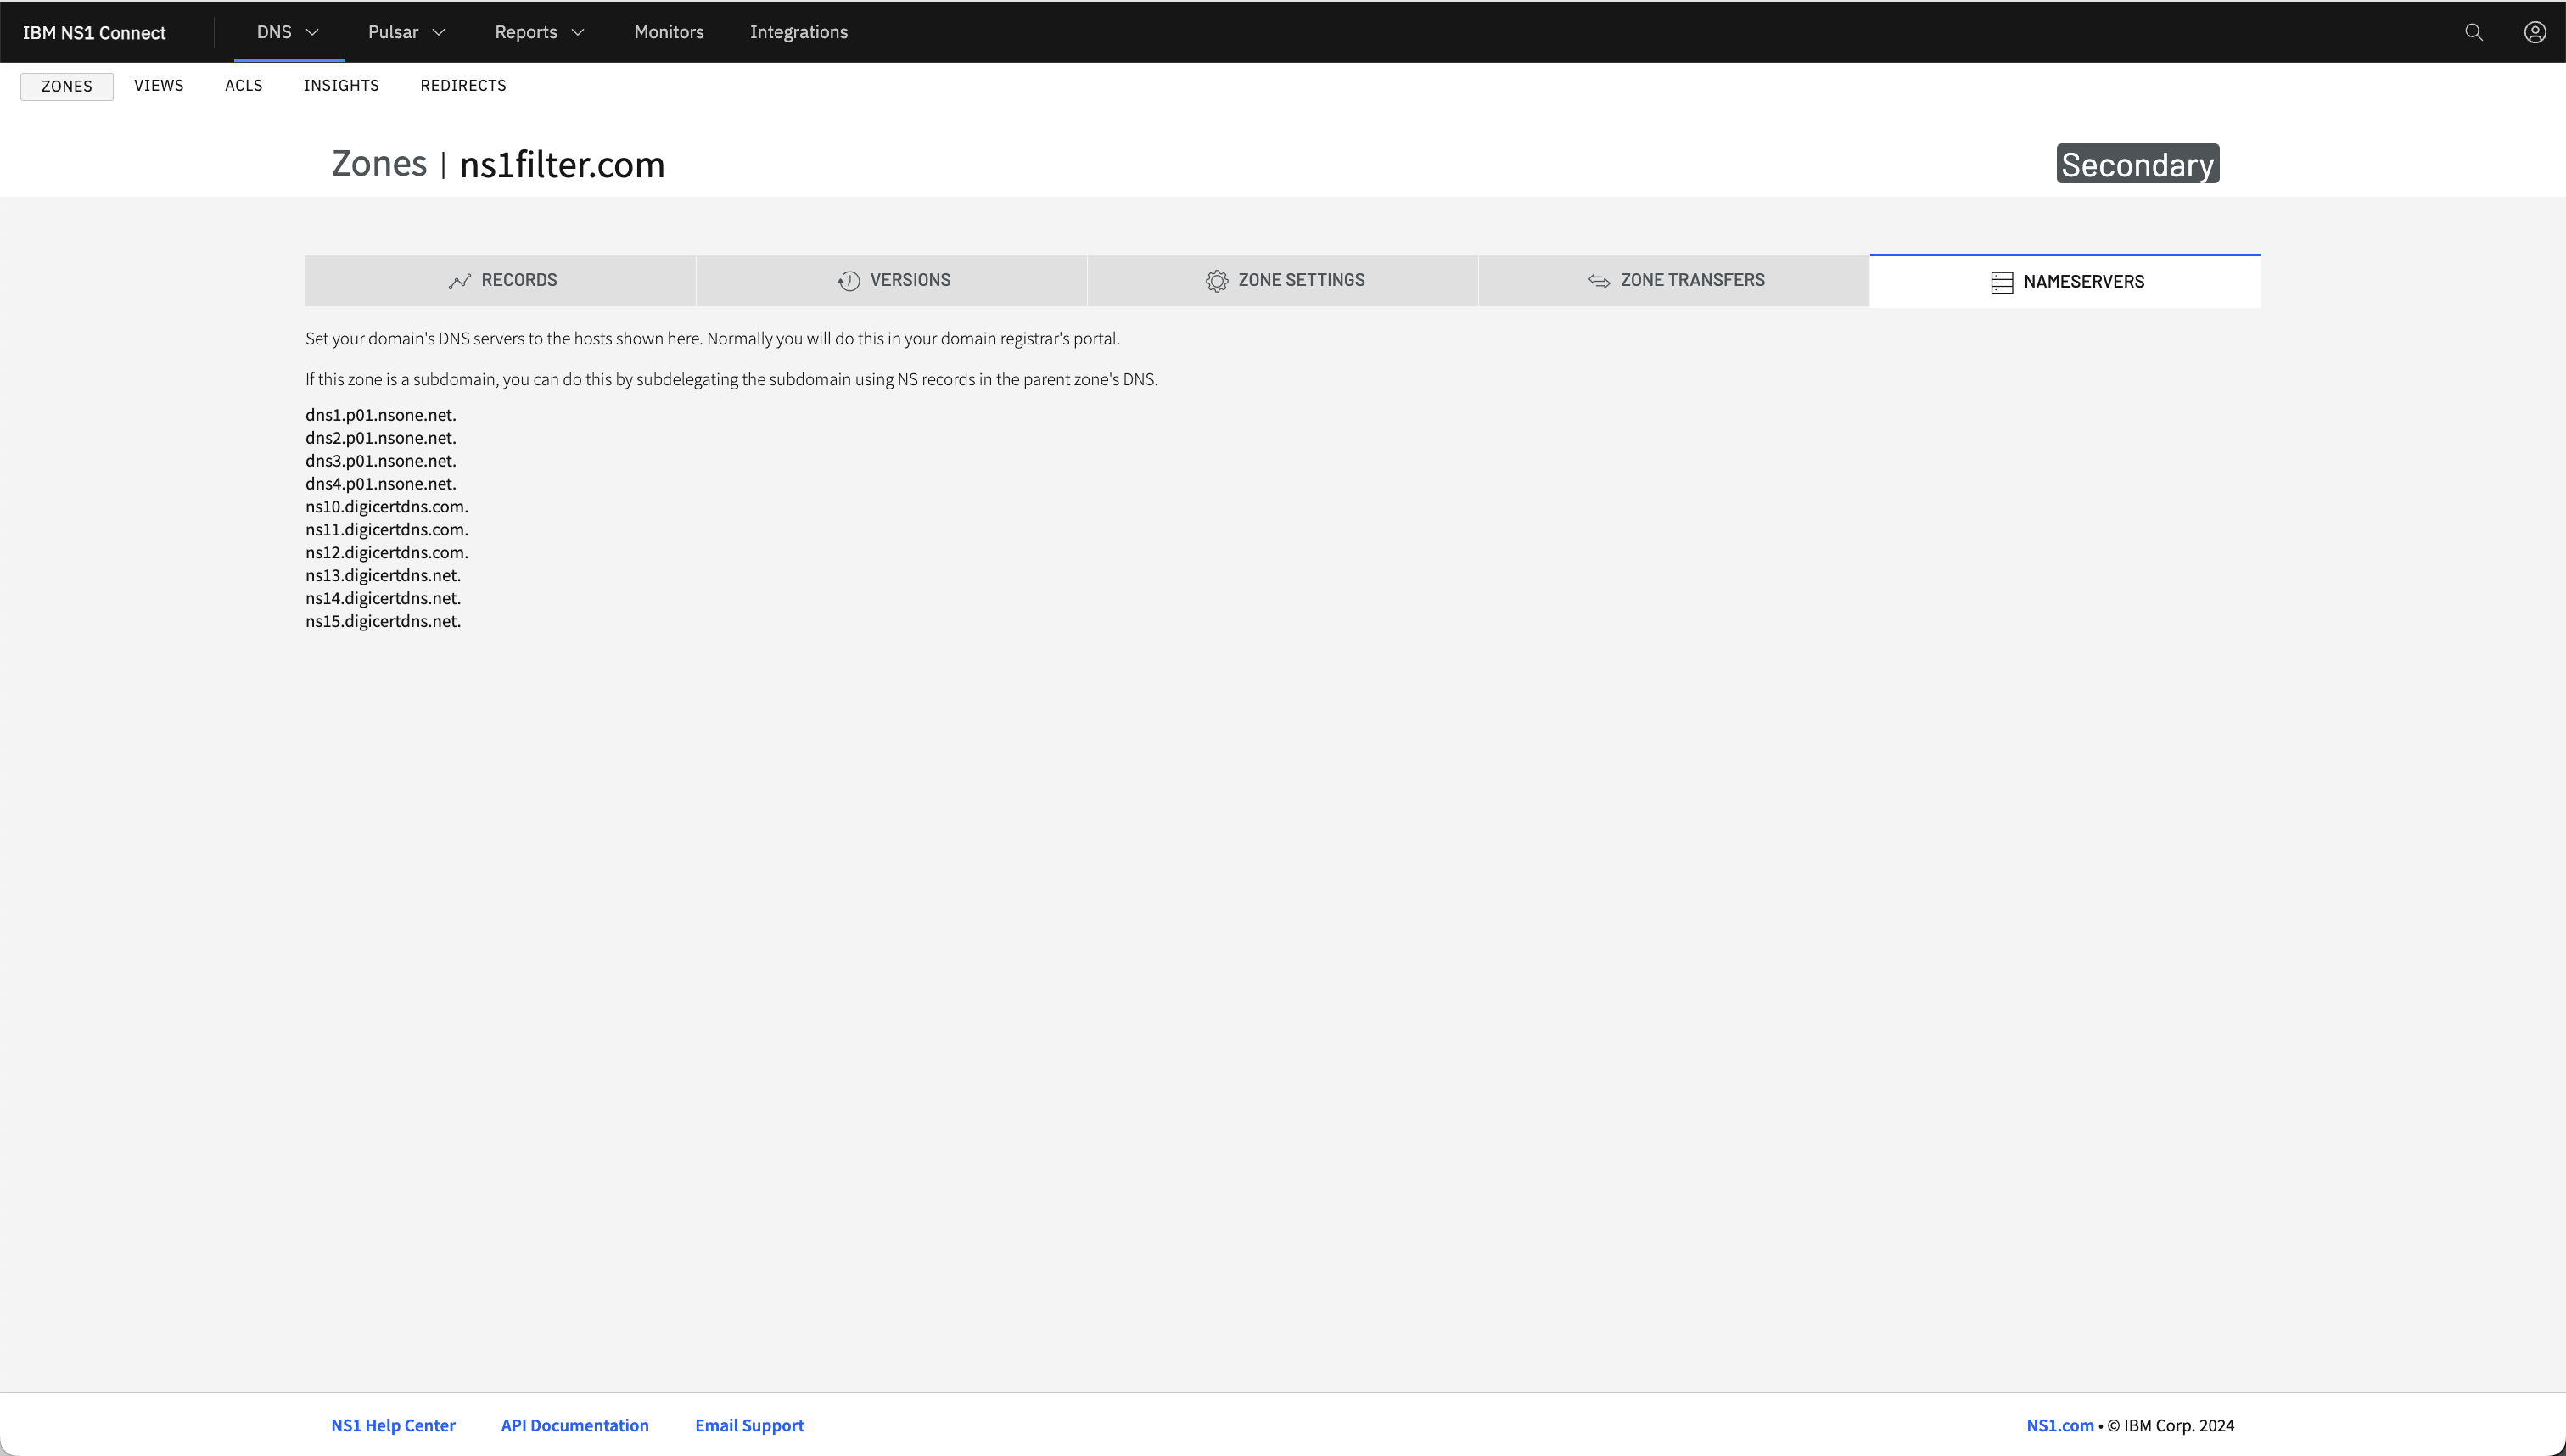 IBM NS1 Connect DNS Pulsar Reports Monitors Integrations
ZONES VIEWS ACLS INSIGHTS REDIRECTS
Zones | ns1filter.com Secondary
RECORDS VERSIONS ZONE SETTINGS ZONE TRANSFERS NAMESERVERS
Set your domain's DNS servers to the hosts shown here. Normally you will do this in your domain registrar's portal.
If this zone is a subdomain, you can do this by subdelegating the subdomain using NS records in the parent zone's DNS.
dns1.p01.nsone.net.
dns2.p01.nsone.net.
dns3.p01.nsone.net.
dns4.p01.nsone.net.
ns10.digicertdns.com.
ns11.digicertdns.com.
ns12.digicertdns.com.
ns13.digicertdns.net.
ns14.digicertdns.net.
ns15.digicertdns.net.
NS1 Help Center API Documentation Email Support NS1.com • © IBM Corp. 2024